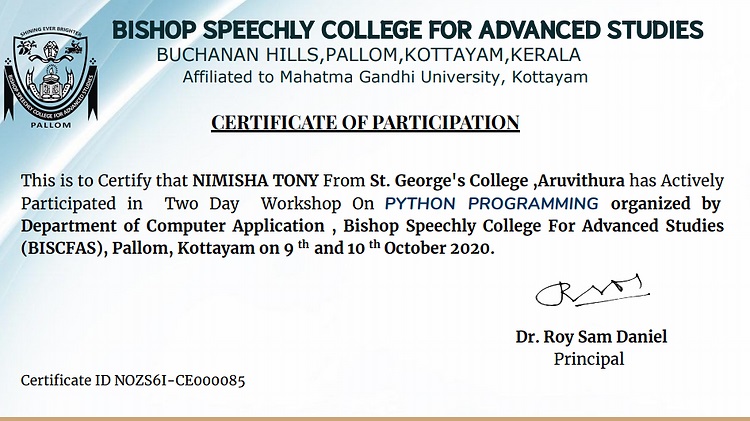 BISHOP SPEECHLY COLLEGE FOR ADVANCED STUDIES
BUCHANAN HILLS,PALLOM,KOTTAYAM,KERALA
Affiliated to Mahatma Gandhi University, Kottayam
SHINING EVER BRIGHTER
BISHOP SPEECHLY COLLEGE FOR ADVANCED STUDIES
PALLOM
CERTIFICATE OF PARTICIPATION
This is to Certify that NIMISHA TONY From St. George's College ,Aruvithura has Actively
Participated in Two Day Workshop On PYTHON PROGRAMMING organized by
Department of Computer Application , Bishop Speechly College For Advanced Studies
(BISCFAS), Pallom, Kottayam on 9 th and 10 th October 2020.
Dr. Roy Sam Daniel
Principal
Certificate ID NOZS6I-CE000085